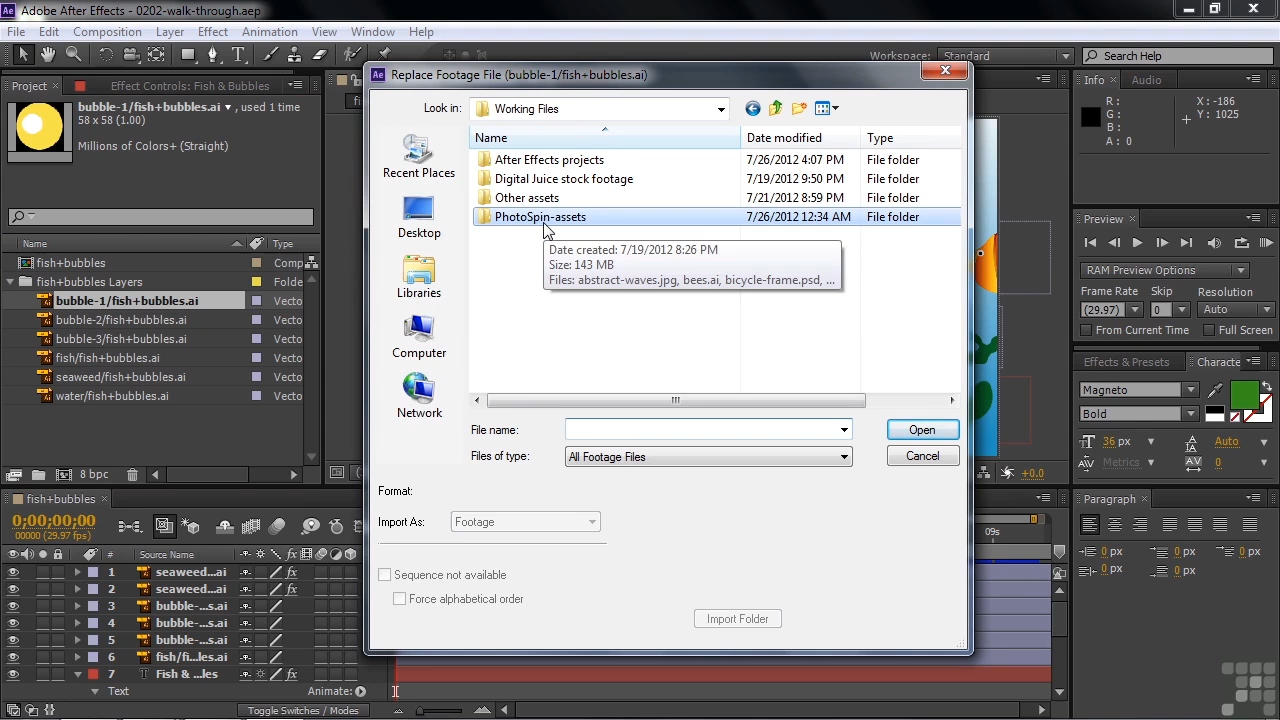 Adobe After Effects - 0202-walk-through.aep
File Edit Composition Layer Effect Animation View Window Help
Workspace: Standard
Search Help
Project
Effect Controls: Fish & Bubbles
bubble-1/fish+bubbles.ai , used 1 time
58 x 58 (1.00)
Millions of Colors+ (Straight)
Name Type
fish+bubbles Comp
fish+bubbles Layers Folde
bubble-1/fish+bubbles.ai Vecto
bubble-2/fish+bubbles.ai Vecto
bubble-3/fish+bubbles.ai Vecto
fish/fish+bubbles.ai Vecto
seaweed/fish+bubbles.ai Vecto
water/fish+bubbles.ai Vecto
8 bpc
Replace Footage File (bubble-1/fish+bubbles.ai)
Look in: Working Files
Recent Places
Desktop
Libraries
Computer
Network
Name Date modified Type
After Effects projects 7/26/2012 4:07 PM File folder
Digital Juice stock footage 7/19/2012 9:50 PM File folder
Other assets 7/21/2012 8:59 PM File folder
PhotoSpin-assets 7/26/2012 12:34 AM File folder
Date created: 7/19/2012 8:26 PM
Size: 143 MB
Files: abstract-waves.jpg, bees.ai, bicycle-frame.psd, ...
File name: Open
Files of type: All Footage Files Cancel
Format:
Import As: Footage
Sequence not available
Force alphabetical order
Import Folder
Info Audio
R: X: -186
G: Y: 1025
B:
A: 0
Preview
RAM Preview Options
Frame Rate Skip Resolution
(29.97) 0 Auto
From Current Time Full Screen
Effects & Presets Characte
Magneto
Bold
36 px Auto
Metrics 0
+0.0
Paragraph
0 px 0 px 0 px
0 px 0 px
fish+bubbles
0;00;00;00
00000 (29.97 fps)
09s
# Source Name
1 seaweed...ai
2 seaweed...ai
3 bubble-...s.ai
4 bubble-...s.ai
5 bubble-...s.ai
6 fish/fi...les.ai
7 T Fish & ...les
Text Animate:
Toggle Switches / Modes